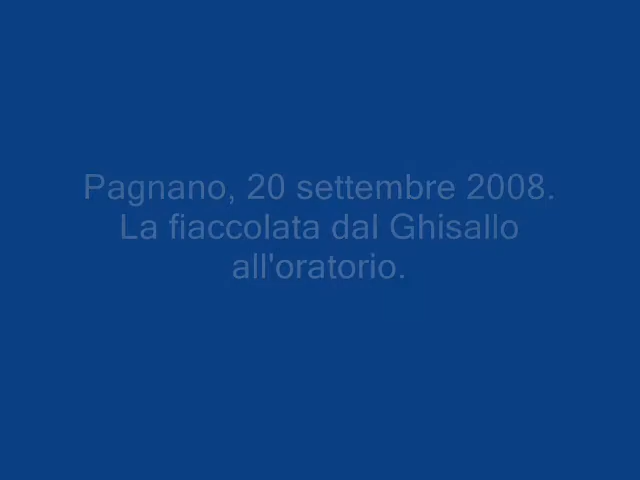 Pagnano, 20 settembre 2008.
La fiaccolata dal Ghisallo
all'oratorio.